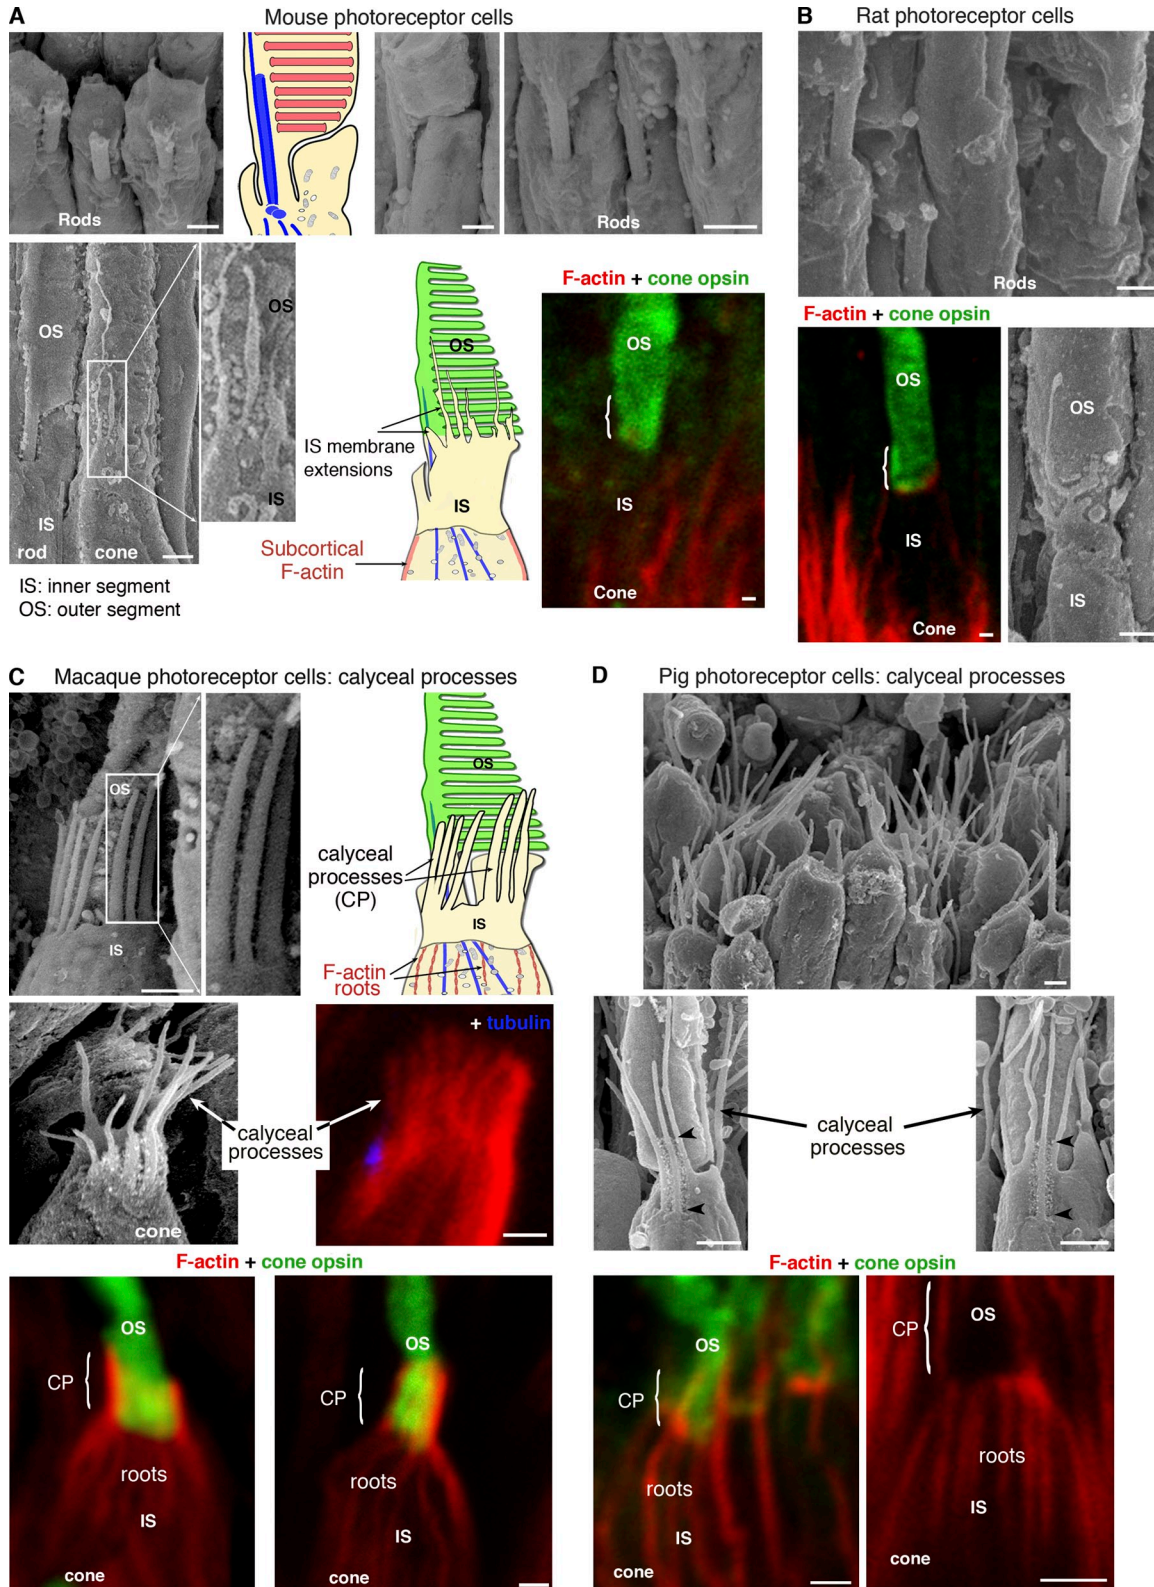 A
Mouse photoreceptor cells
Rods
Rods
OS
IS
rod
cone
OS
IS
IS: inner segment
OS: outer segment
OS
IS membrane
extensions
IS
Subcortical
F-actin
F-actin + cone opsin
OS
IS
Cone
B
Rat photoreceptor cells
Rods
F-actin + cone opsin
OS
IS
Cone
OS
IS
C
Macaque photoreceptor cells: calyceal processes
OS
IS
OS
calyceal
processes
(CP)
IS
F-actin
roots
cone
calyceal
processes
+ tubulin
F-actin + cone opsin
OS
CP
roots
IS
cone
OS
CP
roots
IS
cone
D
Pig photoreceptor cells: calyceal processes
calyceal
processes
F-actin + cone opsin
OS
CP
roots
IS
cone
OS
CP
roots
IS
cone